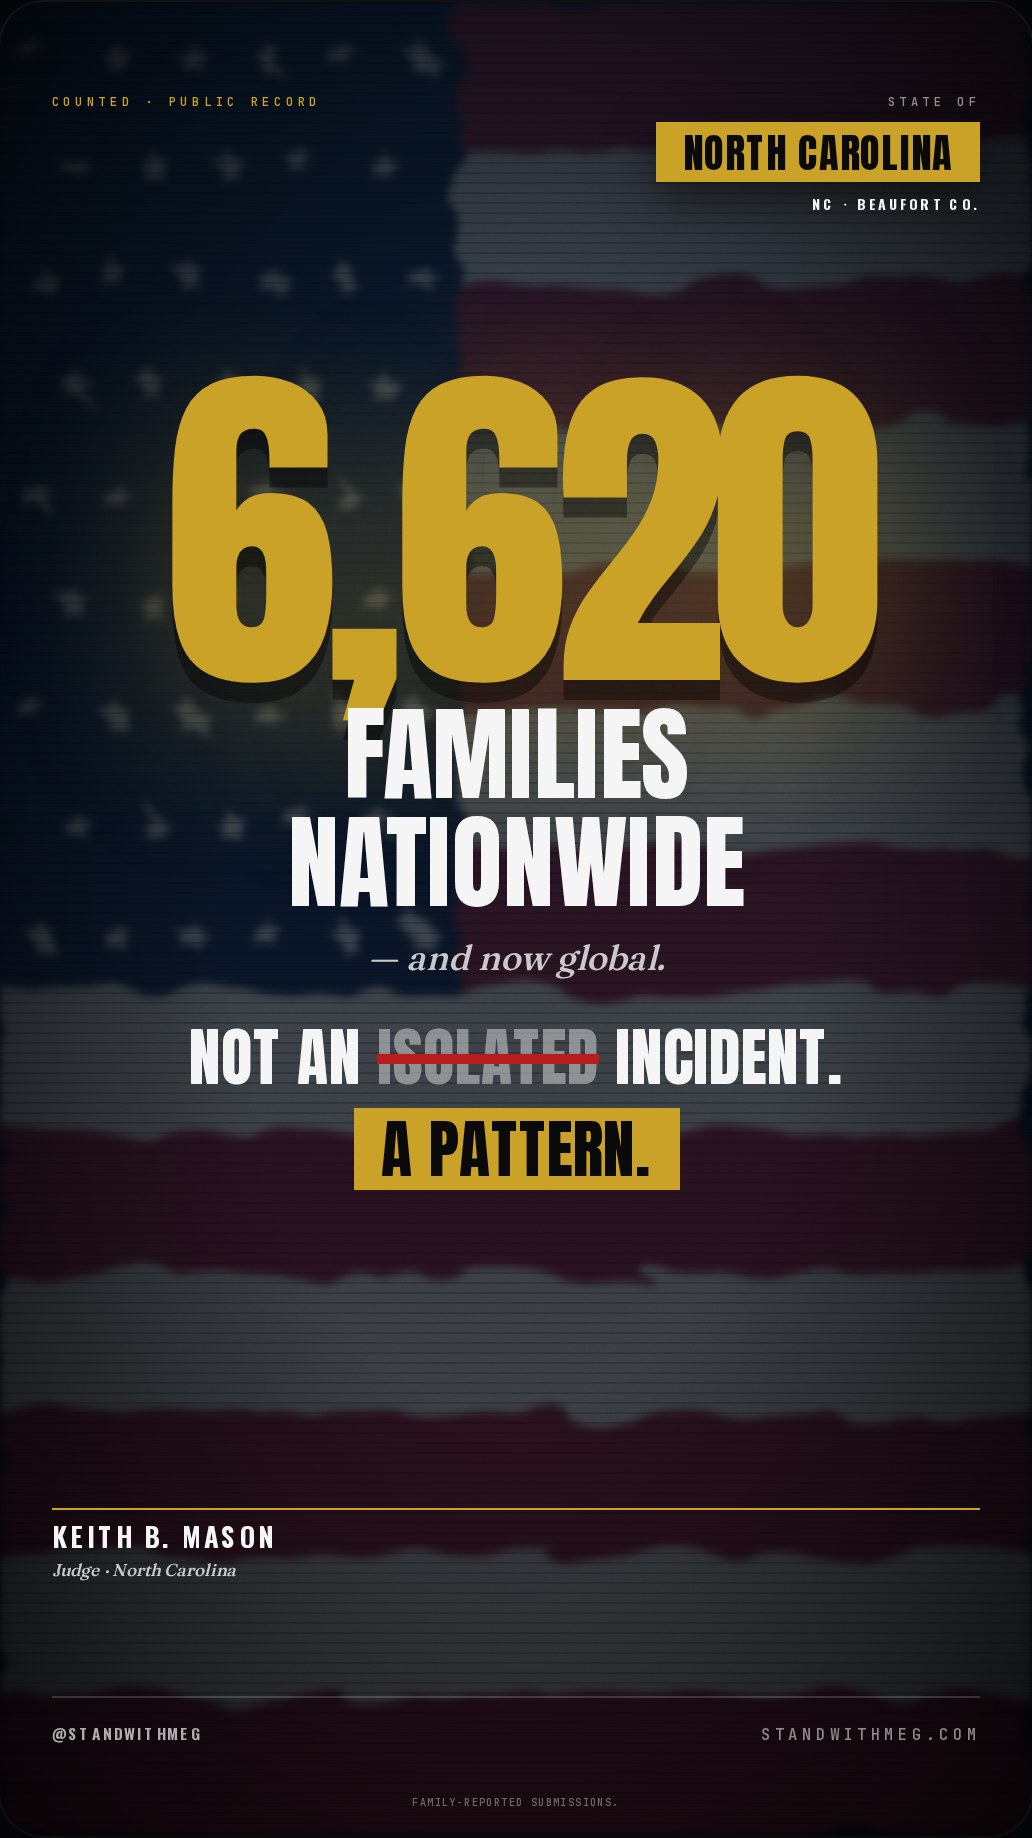 COUNTED · PUBLIC RECORD
STATE OF
NORTH CAROLINA
NC · BEAUFORT CO.
6,620
FAMILIES
NATIONWIDE
— and now global.
NOT AN ISOLATED INCIDENT.
A PATTERN.
KEITH B. MASON
Judge · North Carolina
@STANDWITHMEG
STANDWITHMEG.COM
FAMILY-REPORTED SUBMISSIONS.